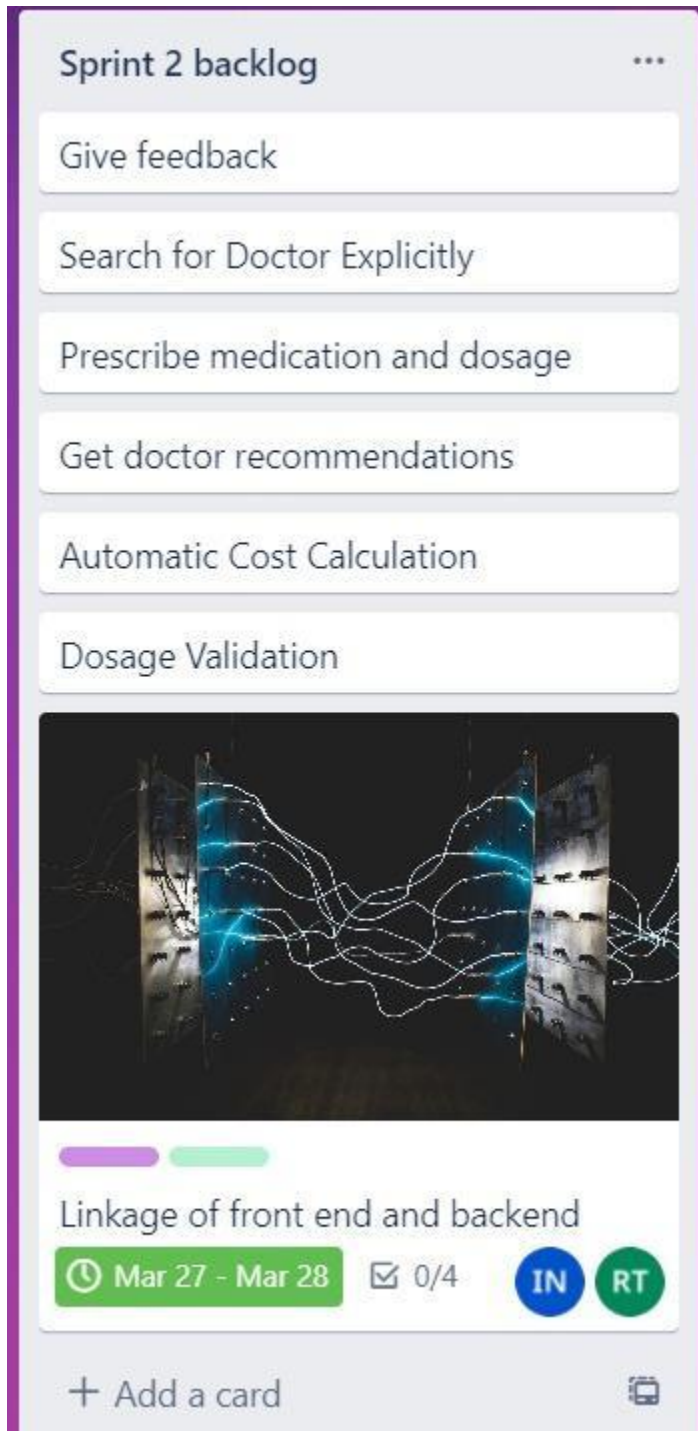 Sprint 2 backlog
Give feedback
Search for Doctor Explicitly
Prescribe medication and dosage
Get doctor recommendations
Automatic Cost Calculation
Dosage Validation
Linkage of front end and backend
Mar 27 - Mar 28 0/4 IN RT
+ Add a card